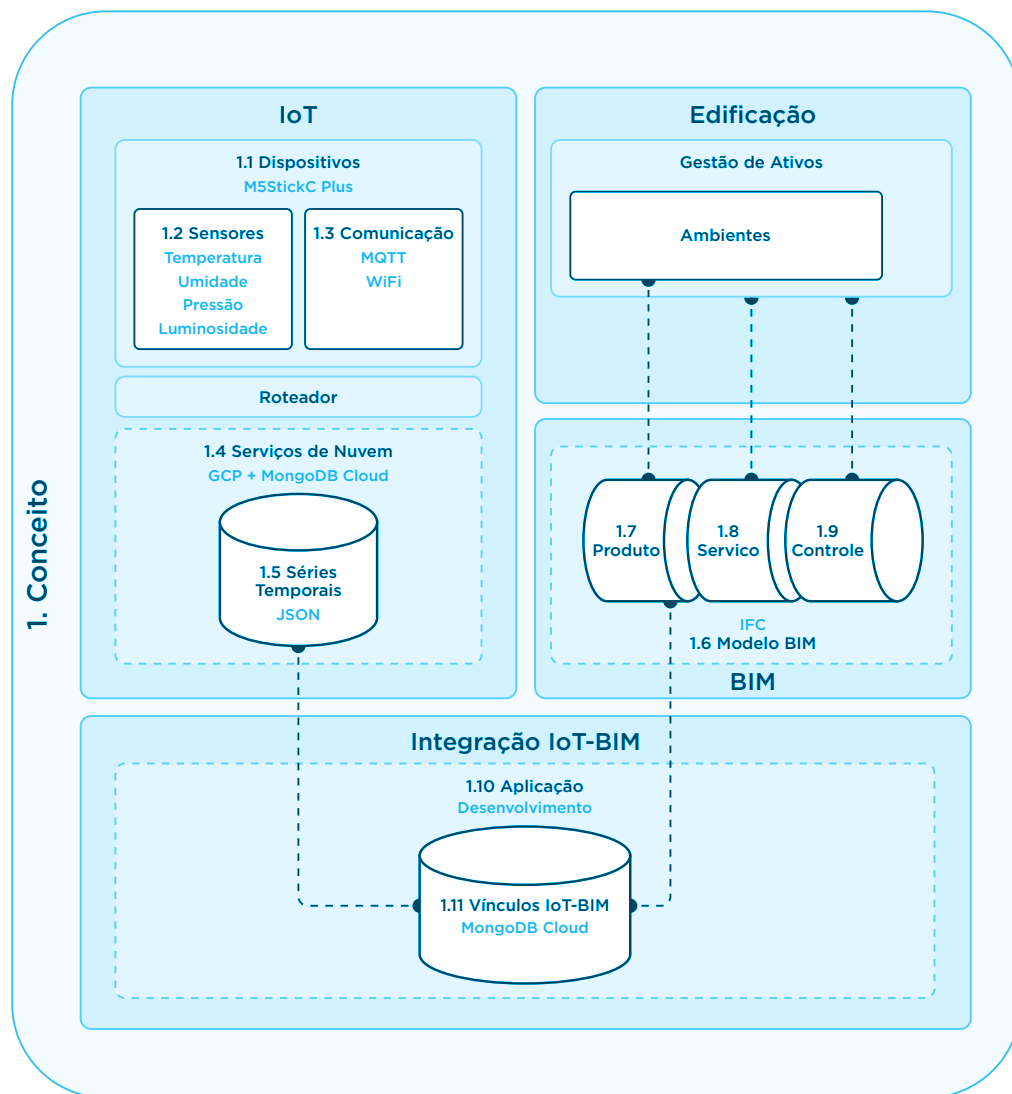 1. Conceito
IoT
1.1 Dispositivos
M5StickC Plus
1.2 Sensores
Temperatura
Umidade
Pressão
Luminosidade
1.3 Comunicação
MQTT
WiFi
Roteador
1.4 Serviços de Nuvem
GCP + MongoDB Cloud
1.5 Séries
Temporais
JSON
Edificação
Gestão de Ativos
Ambientes
1.7
Produto
1.8
Servico
1.9
Controle
IFC
1.6 Modelo BIM
BIM
Integração IoT-BIM
1.10 Aplicação
Desenvolvimento
1.11 Vínculos IoT-BIM
MongoDB Cloud